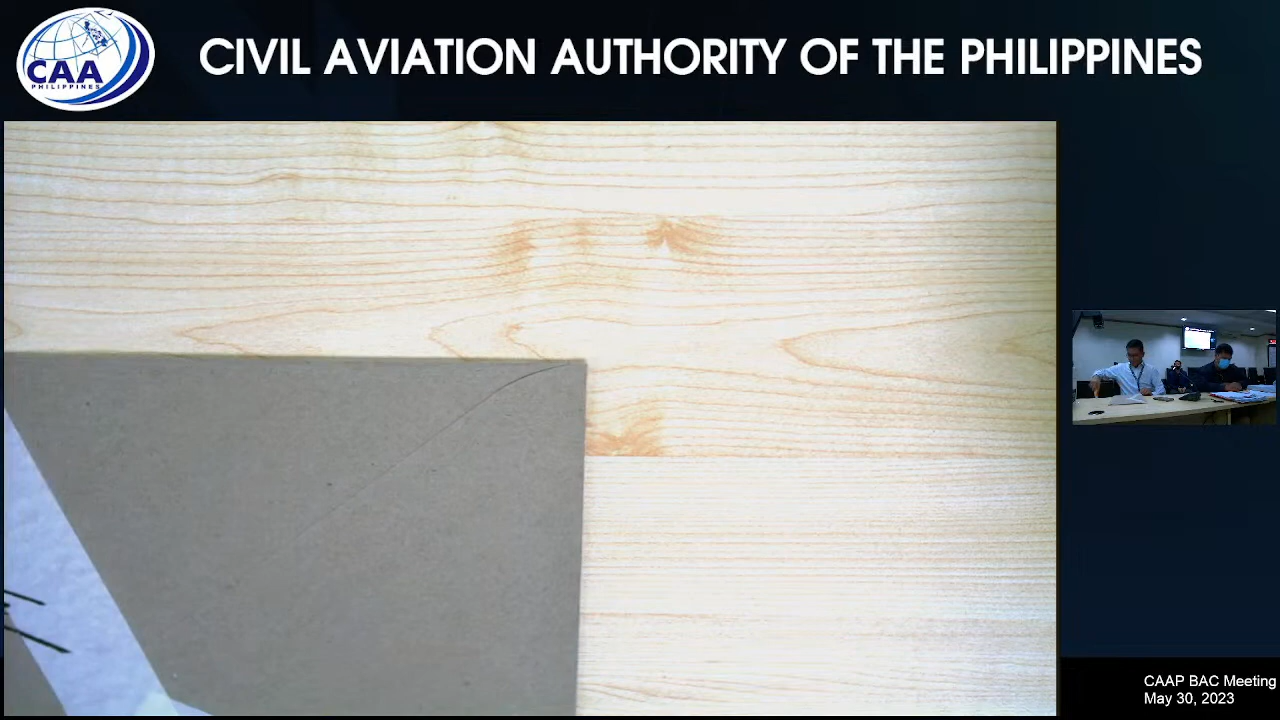 CAA
PHILIPPINES
CIVIL AVIATION AUTHORITY OF THE PHILIPPINES
CAAP BAC Meeting
May 30, 2023